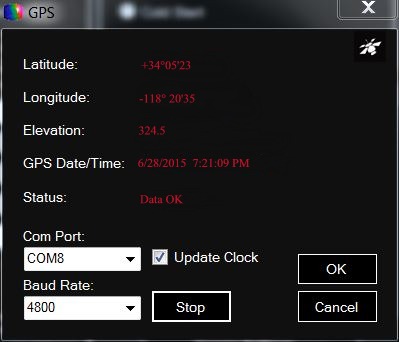 GPS
Cold Start
Latitude: +34°05'23
Longitude: -118° 20'35
Elevation: 324.5
GPS Date/Time: 6/28/2015 7:21:09 PM
Status: Data OK
Com Port:
COM8 Update Clock
OK
Baud Rate:
4800 Stop Cancel